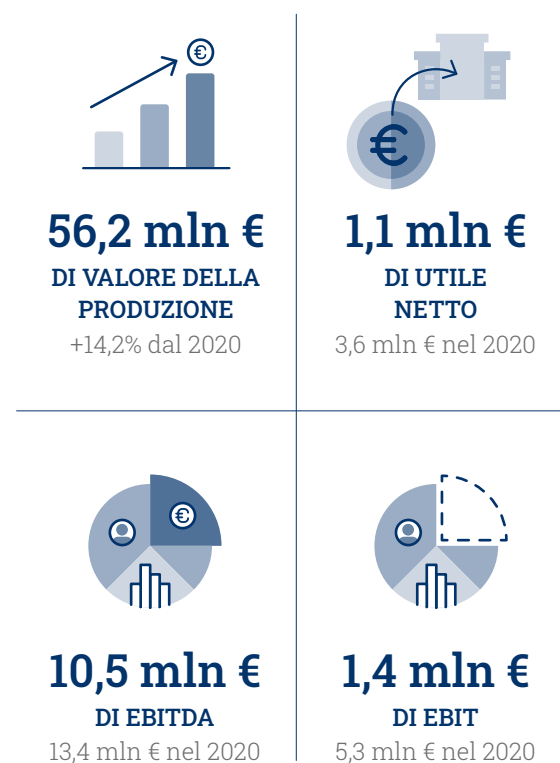 €
€
56,2 mln €
DI VALORE DELLA
PRODUZIONE
+14,2% dal 2020
1,1 mln €
DI UTILE
NETTO
3,6 mln € nel 2020
€
10,5 mln €
DI EBITDA
13,4 mln € nel 2020
1,4 mln €
DI EBIT
5,3 mln € nel 2020